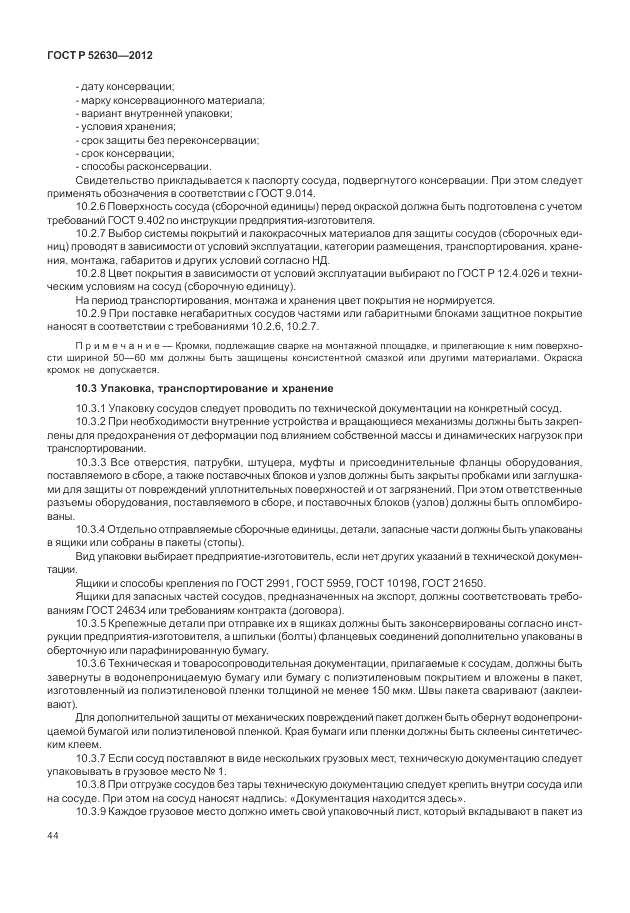 ГОСТ Р 52630—2012
- дату консервации;
- марку консервационного материала;
- вариант внутренней упаковки;
- условия хранения;
- срок защиты без переконсервации;
- срок консервации;
- способы расконсервации.
Свидетельство прикладывается к паспорту сосуда, подвергнутого консервации. При этом следует
применять обозначения в соответствии с ГОСТ 9.014.
10.2.6 Поверхность сосуда (сборочной единицы) перед окраской должна быть подготовлена с учетом
требований ГОСТ 9.402 по инструкции предприятия-изготовителя.
10.2.7 Выбор системы покрытий и лакокрасочных материалов для защиты сосудов (сборочных еди-
ниц) проводят в зависимости от условий эксплуатации, категории размещения, транспортирования, хране-
ния, монтажа, габаритов и других условий согласно НД.
10.2.8 Цвет покрытия в зависимости от условий эксплуатации выбирают по ГОСТ Р 12.4.026 и техни-
ческим условиям на сосуд (сборочную единицу).
На период транспортирования, монтажа и хранения цвет покрытия не нормируется.
10.2.9 При поставке негабаритных сосудов частями или габаритными блоками защитное покрытие
наносят в соответствии с требованиями 10.2.6, 10.2.7.
Примечание — Кромки, подлежащие сварке на монтажной площадке, и прилегающие к ним поверхно-
сти шириной 50—60 мм должны быть защищены консистентной смазкой или другими материалами. Окраска
кромок не допускается.
10.3 Упаковка, транспортирование и хранение
10.3.1 Упаковку сосудов следует проводить по технической документации на конкретный сосуд.
10.3.2 При необходимости внутренние устройства и вращающиеся механизмы должны быть закреп-
лены для предохранения от деформации под влиянием собственной массы и динамических нагрузок при
транспортировании.
10.3.3 Все отверстия, патрубки, штуцера, муфты и присоединительные фланцы оборудования,
поставляемого в сборе, а также поставочных блоков и узлов должны быть закрыты пробками или заглушка-
ми для защиты от повреждений уплотнительных поверхностей и от загрязнений. При этом ответственные
разъемы оборудования, поставляемого в сборе, и поставочных блоков (узлов) должны быть опломбиро-
ваны.
10.3.4 Отдельно отправляемые сборочные единицы, детали, запасные части должны быть упакованы
в ящики или собраны в пакеты (стопы).
Вид упаковки выбирает предприятие-изготовитель, если нет других указаний в технической докумен-
тации.
Ящики и способы крепления по ГОСТ 2991, ГОСТ 5959, ГОСТ 10198, ГОСТ 21650.
Ящики для запасных частей сосудов, предназначенных на экспорт, должны соответствовать требо-
ваниям ГОСТ 24634 или требованиям контракта (договора).
10.3.5 Крепежные детали при отправке их в ящиках должны быть законсервированы согласно инст-
рукции предприятия-изготовителя, а шпильки (болты) фланцевых соединений дополнительно упакованы в
оберточную или парафинированную бумагу.
10.3.6 Техническая и товаросопроводительная документации, прилагаемые к сосудам, должны быть
завернуты в водонепроницаемую бумагу или бумагу с полиэтиленовым покрытием и вложены в пакет,
изготовленный из полиэтиленовой пленки толщиной не менее 150 мкм. Швы пакета сваривают (заклеи-
вают).
Для дополнительной защиты от механических повреждений пакет должен быть обернут водонепрони-
цаемой бумагой или полиэтиленовой пленкой. Края бумаги или пленки должны быть склеены синтетичес-
ким клеем.
10.3.7 Если сосуд поставляют в виде нескольких грузовых мест, техническую документацию следует
упаковывать в грузовое место № 1.
10.3.8 При отгрузке сосудов без тары техническую документацию следует крепить внутри сосуда или
на сосуде. При этом на сосуд наносят надпись: «Документация находится здесь».
10.3.9 Каждое грузовое место должно иметь свой упаковочный лист, который вкладывают в пакет из
44